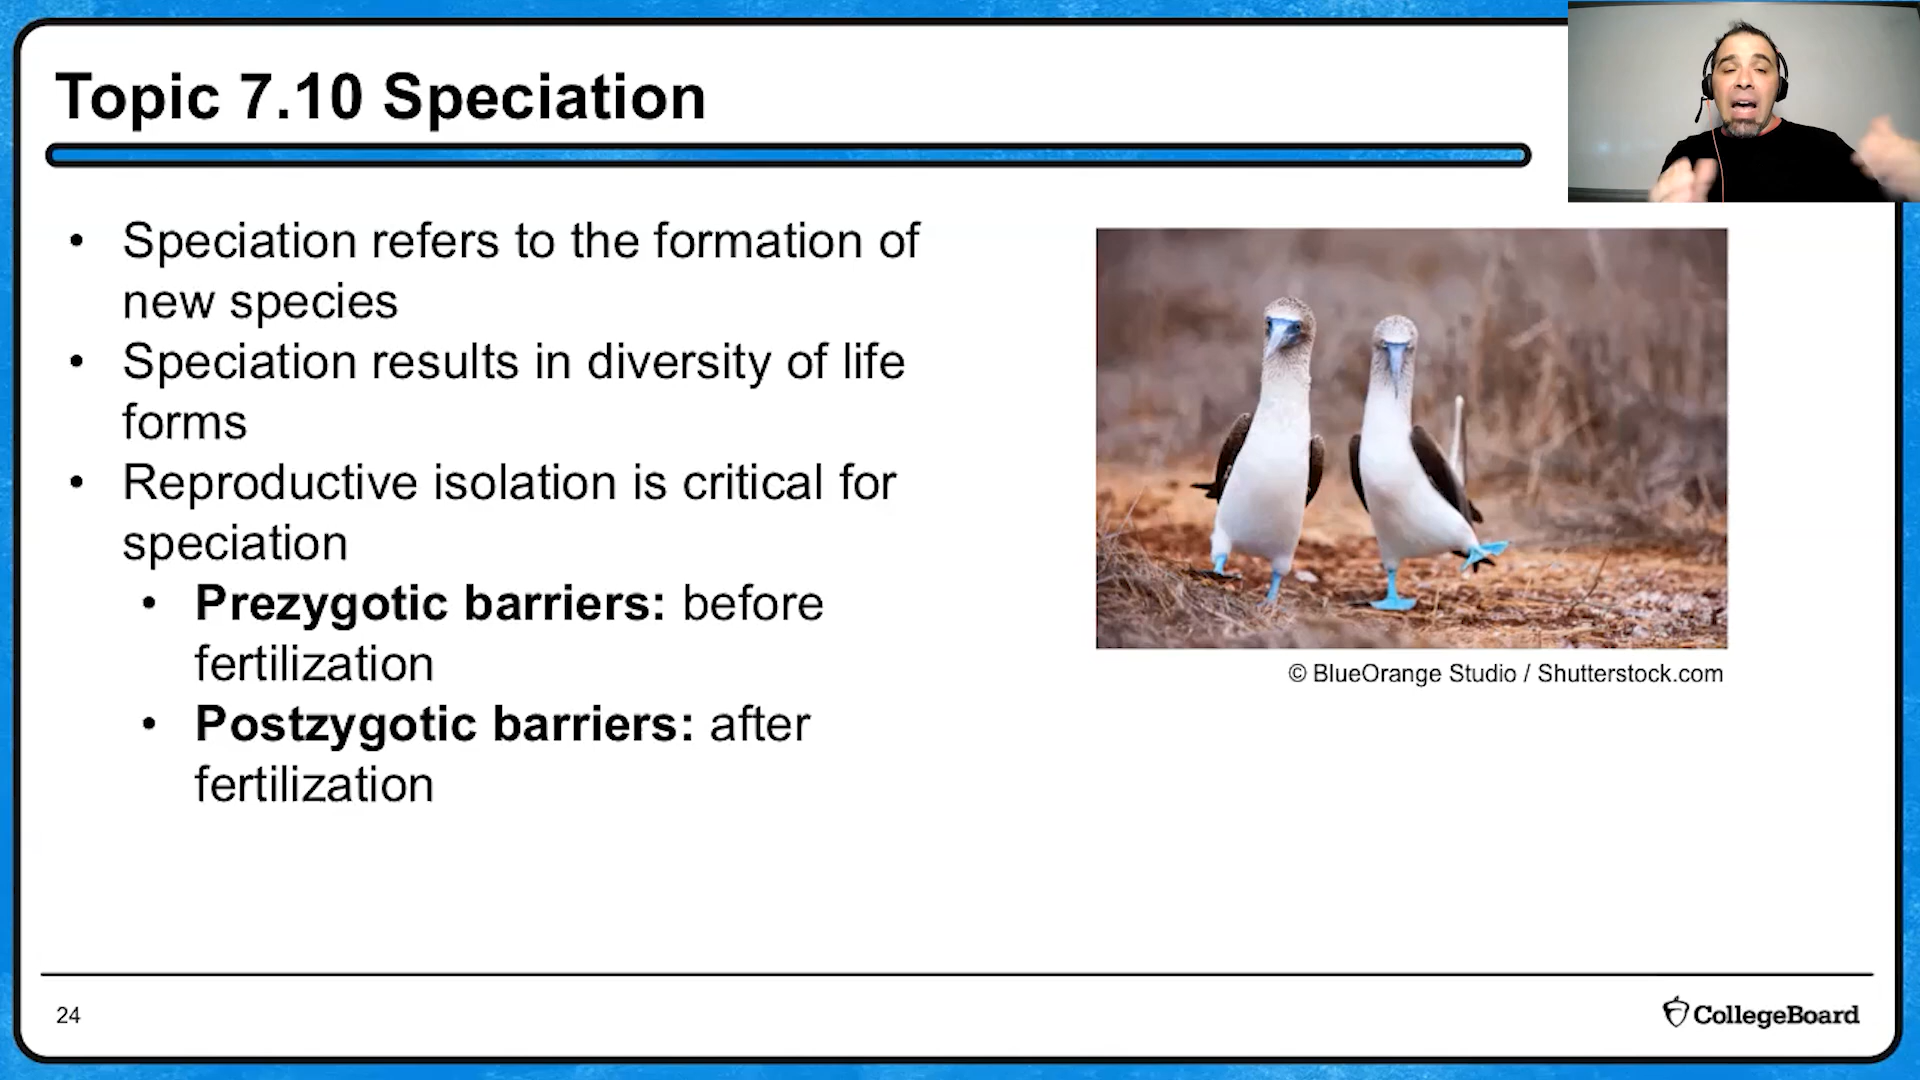 Topic 7.10 Speciation
• Speciation refers to the formation of
new species
• Speciation results in diversity of life
forms
• Reproductive isolation is critical for
speciation
• Prezygotic barriers: before
fertilization
• Postzygotic barriers: after
fertilization
© BlueOrange Studio / Shutterstock.com
24
CollegeBoard